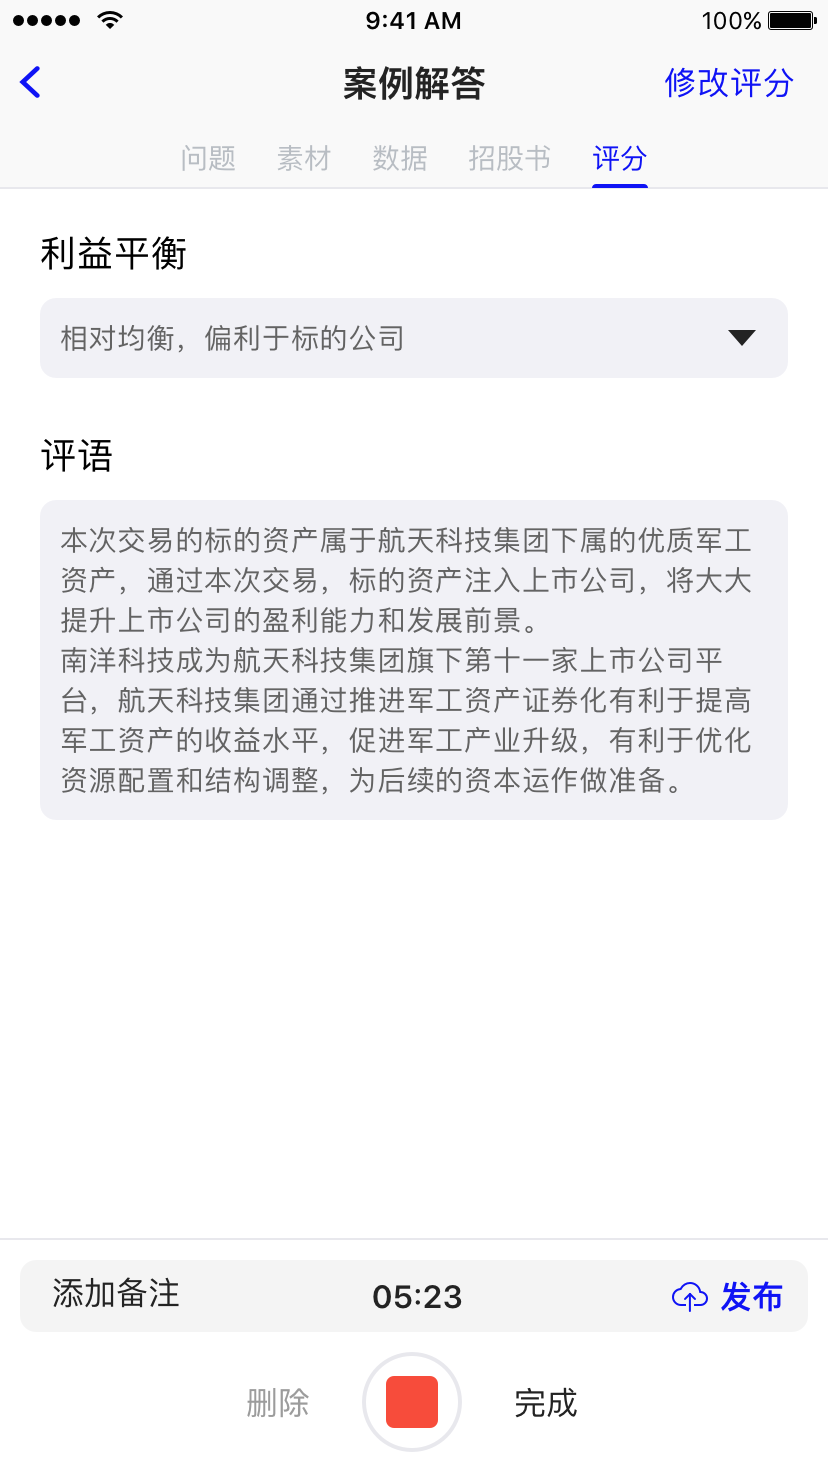 9:41 AM
100%
案例解答
修改评分
问题 素材 数据 招股书 评分
利益平衡
相对均衡，偏利于标的公司
评语
本次交易的标的资产属于航天科技集团下属的优质军工
资产，通过本次交易，标的资产注入上市公司，将大大
提升上市公司的盈利能力和发展前景。
南洋科技成为航天科技集团旗下第十一家上市公司平
台，航天科技集团通过推进军工资产证券化有利于提高
军工资产的收益水平，促进军工产业升级，有利于优化
资源配置和结构调整，为后续的资本运作做准备。
添加备注
05:23
发布
删除
完成